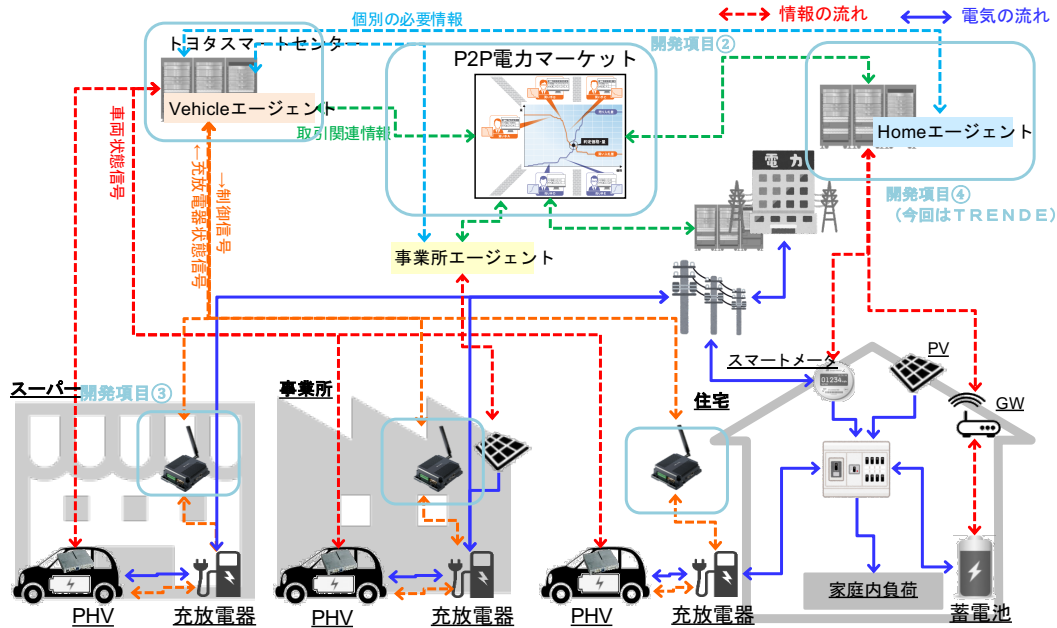 個別の必要情報
情報の流れ
電気の流れ
トヨタスマートセンター
開発項目②
P2P電力マーケット
Vehicleエージェント
取引関連情報
Homeエージェント
車両状態信号
→制御信号
←充放電器状態信号
電力
開発項目④
(今回はTRENDE)
事業所エージェント
スマートメータ
PV
スーパー
開発項目③
事業所
住宅
01234
GW
家庭内負荷
PHV
充放電器
PHV
充放電器
PHV
充放電器
蓄電池